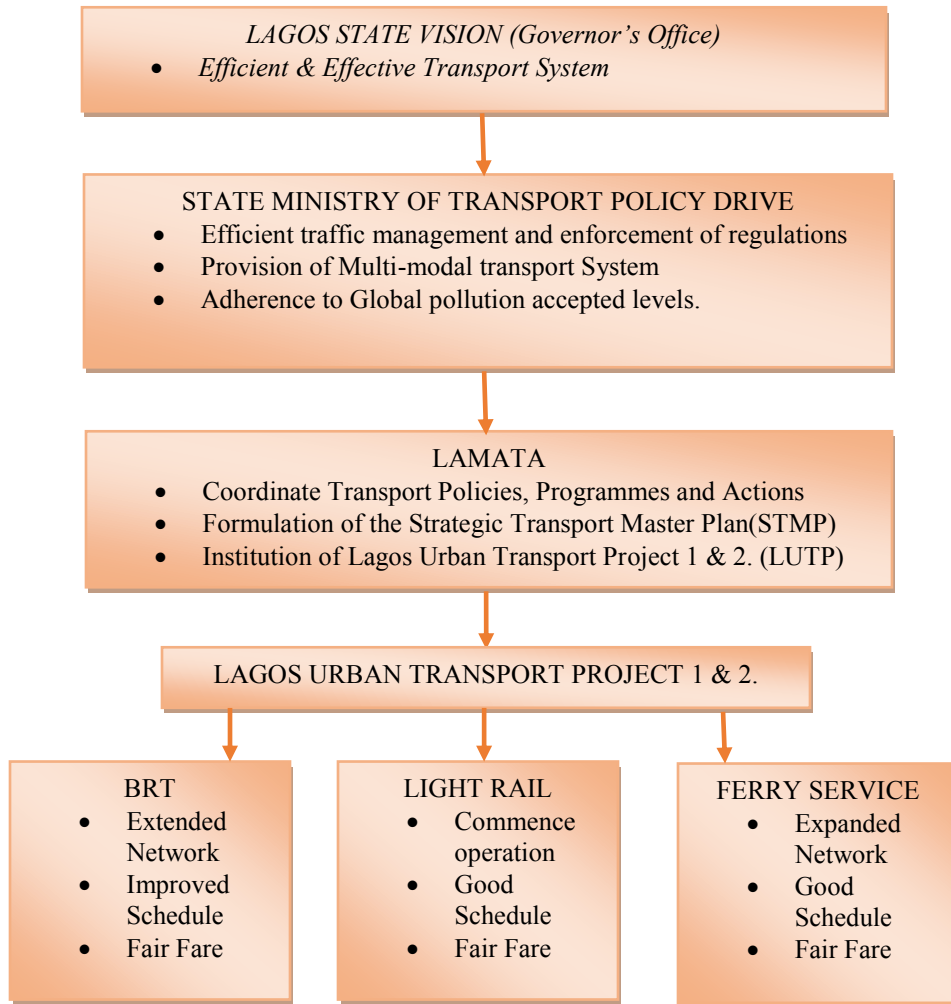 LAGOS STATE VISION (Governor’s Office)
• Efficient & Effective Transport System
STATE MINISTRY OF TRANSPORT POLICY DRIVE
• Efficient traffic management and enforcement of regulations
• Provision of Multi-modal transport System
• Adherence to Global pollution accepted levels.
LAMATA
• Coordinate Transport Policies, Programmes and Actions
• Formulation of the Strategic Transport Master Plan(STMP)
• Institution of Lagos Urban Transport Project 1 & 2. (LUTP)
LAGOS URBAN TRANSPORT PROJECT 1 & 2.
BRT
• Extended
Network
• Improved
Schedule
• Fair Fare
LIGHT RAIL
• Commence
operation
• Good
Schedule
• Fair Fare
FERRY SERVICE
• Expanded
Network
• Good
Schedule
• Fair Fare